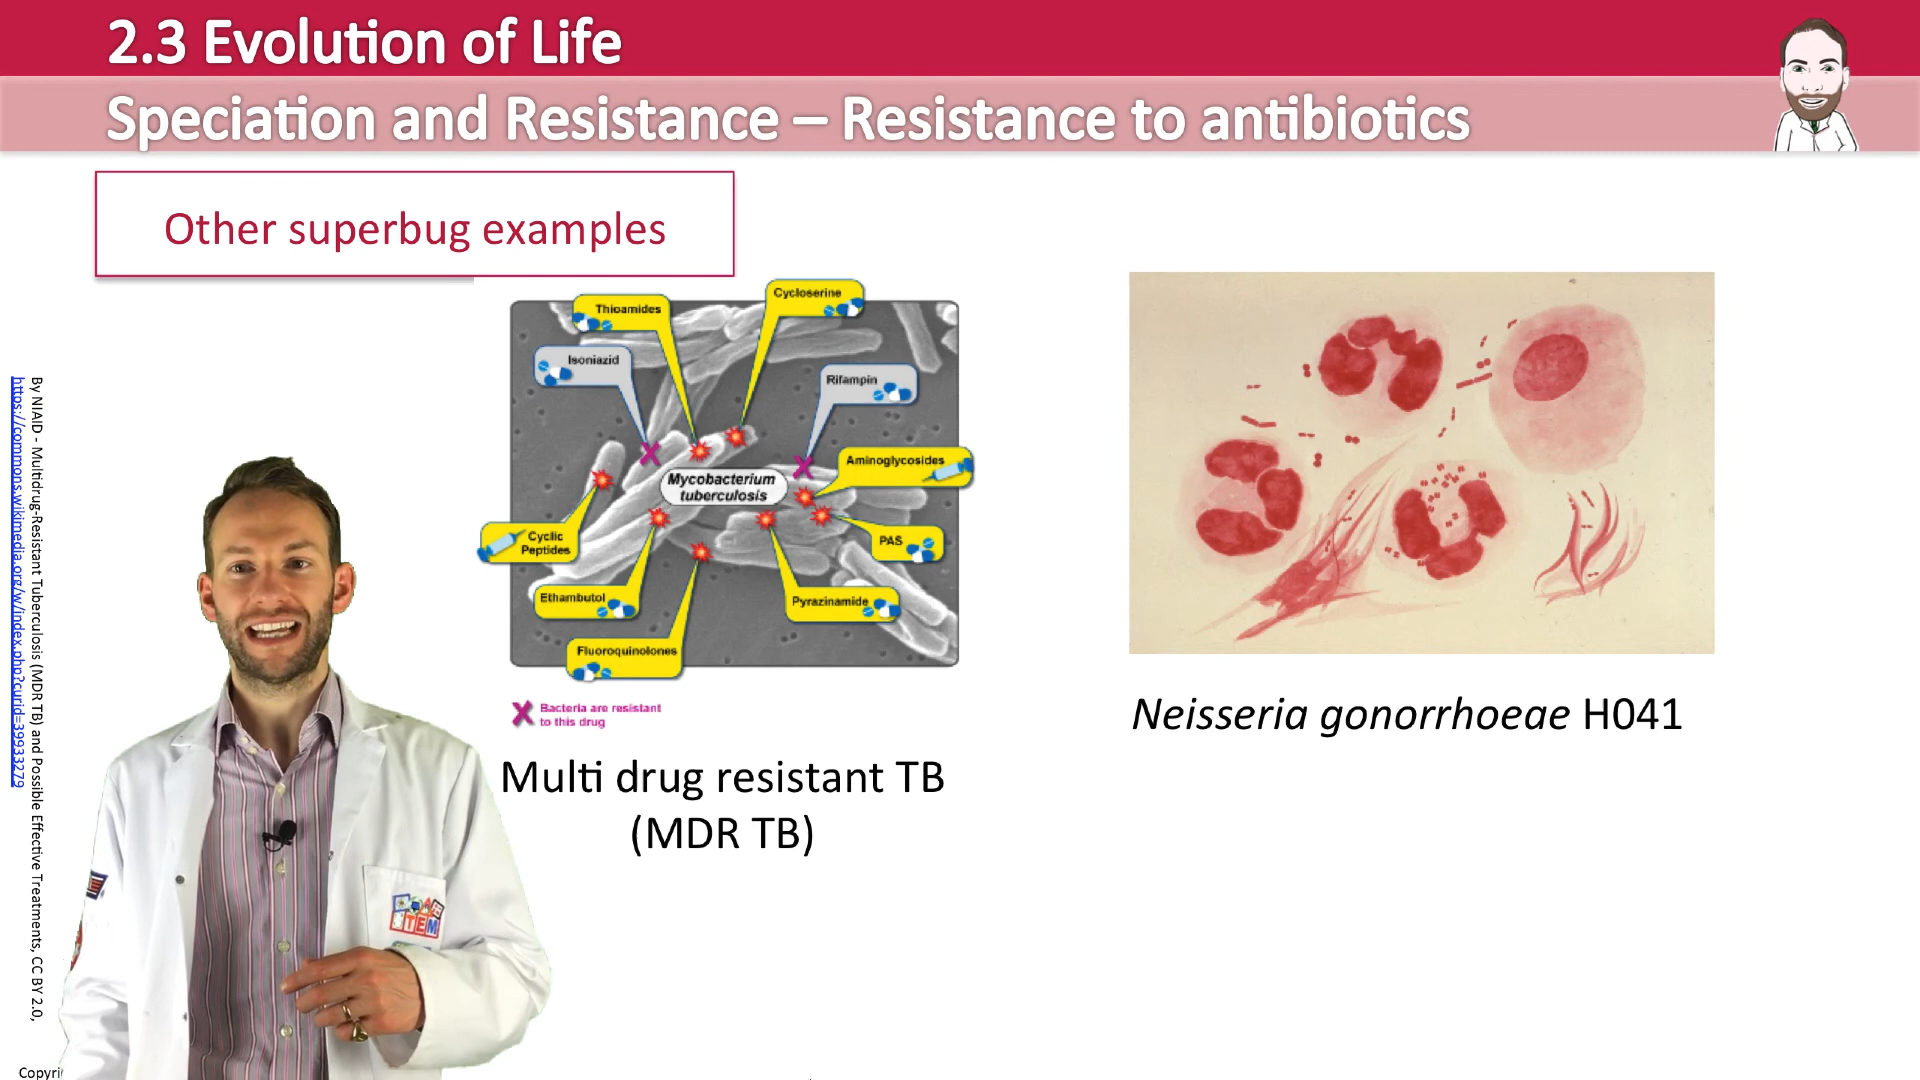 2.3 Evolution of Life
Speciation and Resistance – Resistance to antibiotics
Other superbug examples
Thioamides
Cycloserine
Isoniazid
Rifampin
Aminoglycosides
Mycobacterium
tuberculosis
Cyclic
Peptides
PAS
Ethambutol
Pyrazinamide
Fluoroquinolones
X Bacteria are resistant
to this drug
Multi drug resistant TB
(MDR TB)
Neisseria gonorrhoeae H041
By NIAID - Multidrug-Resistant Tuberculosis (MDR TB) and Possible Effective Treatments, CC BY 2.0,
https://commons.wikimedia.org/w/index.php?curid=39933279
STEM
Copyri